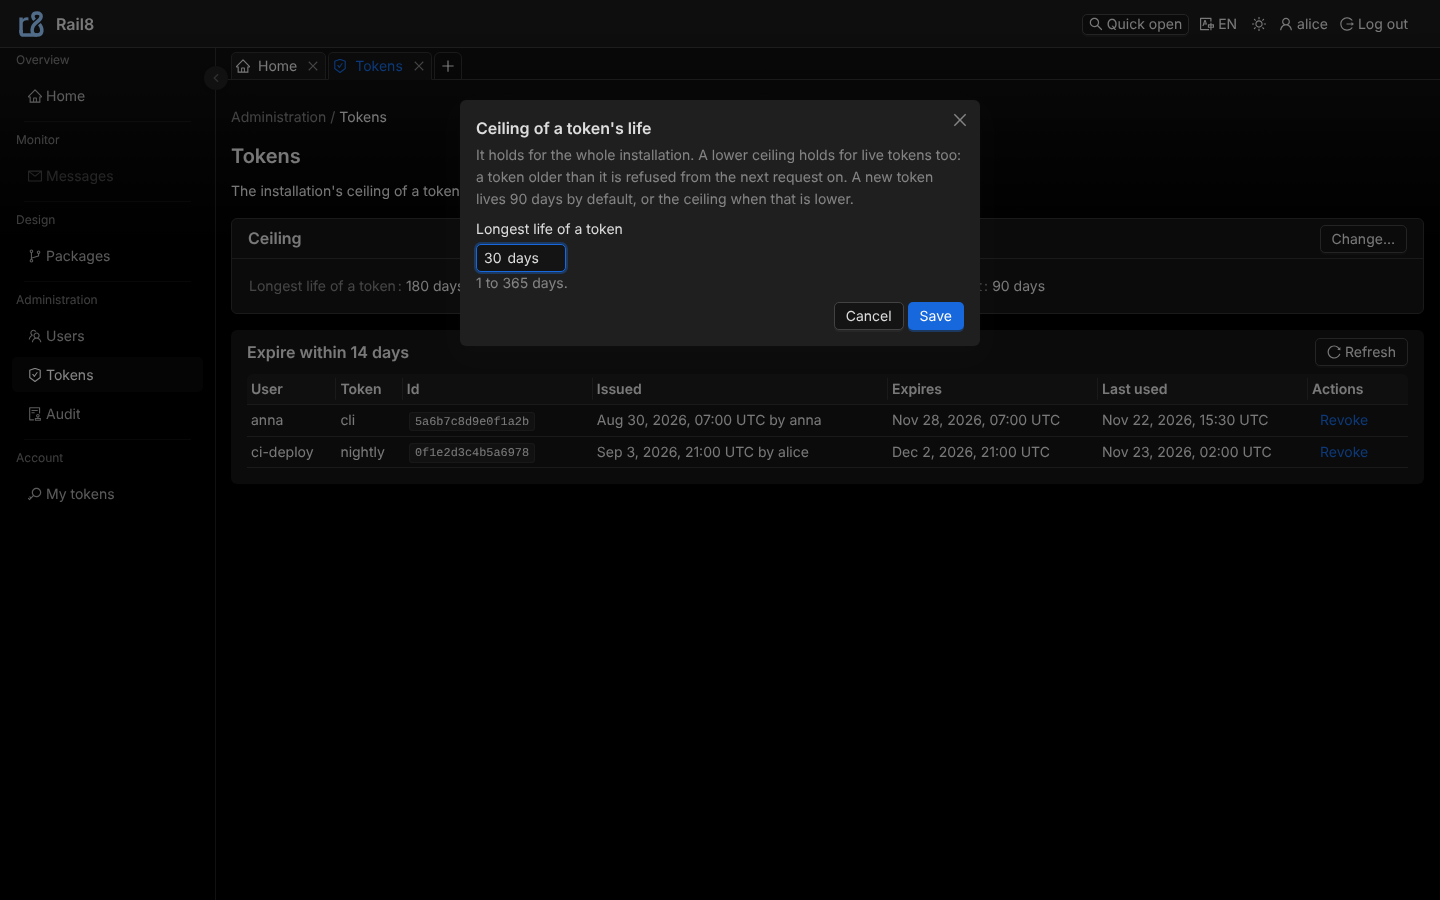 Rail8
Quick open
EN
alice
Log out
Overview
Home
Monitor
Messages
Design
Packages
Administration
Users
Tokens
Audit
Account
My tokens
Home
Tokens
Administration / Tokens
Tokens
The installation's ceiling of a token
Ceiling
Change...
Longest life of a token: 180 days
: 90 days
Ceiling of a token's life
It holds for the whole installation. A lower ceiling holds for live tokens too:
a token older than it is refused from the next request on. A new token
lives 90 days by default, or the ceiling when that is lower.
Longest life of a token
30 days
1 to 365 days.
Cancel
Save
Expire within 14 days
Refresh
User Token Id Issued Expires Last used Actions
anna cli 5a6b7c8d9e0f1a2b Aug 30, 2026, 07:00 UTC by anna Nov 28, 2026, 07:00 UTC Nov 22, 2026, 15:30 UTC Revoke
ci-deploy nightly 0f1e2d3c4b5a6978 Sep 3, 2026, 21:00 UTC by alice Dec 2, 2026, 21:00 UTC Nov 23, 2026, 02:00 UTC Revoke